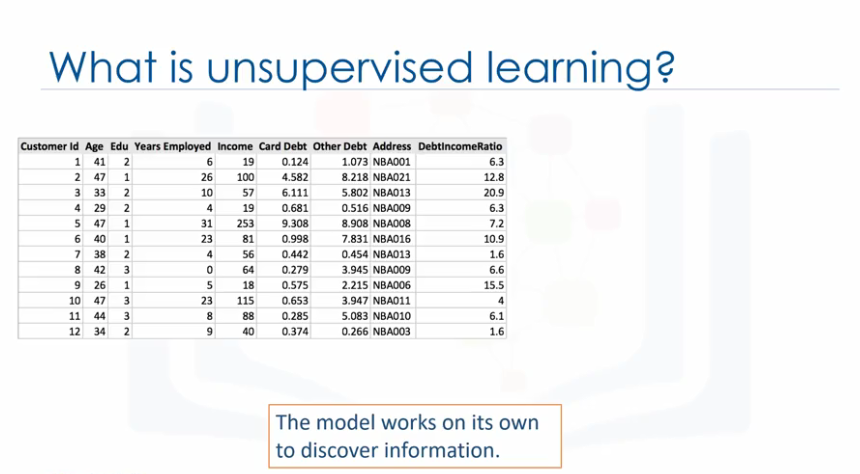 What is unsupervised learning?
Customer Id Age Edu Years Employed Income Card Debt Other Debt Address DebtIncomeRatio
1 41 2 6 19 0.124 1.073 NBA001 6.3
2 47 1 26 100 4.582 8.218 NBA021 12.8
3 33 2 10 57 6.111 5.802 NBA013 20.9
4 29 2 4 19 0.681 0.516 NBA009 6.3
5 47 1 31 253 9.308 8.908 NBA008 7.2
6 40 1 23 81 0.998 7.831 NBA016 10.9
7 38 2 4 56 0.442 0.454 NBA013 1.6
8 42 3 0 64 0.279 3.945 NBA009 6.6
9 26 1 5 18 0.575 2.215 NBA006 15.5
10 47 3 23 115 0.653 3.947 NBA011 4
11 44 3 8 88 0.285 5.083 NBA010 6.1
12 34 2 9 40 0.374 0.266 NBA003 1.6
The model works on its own
to discover information.